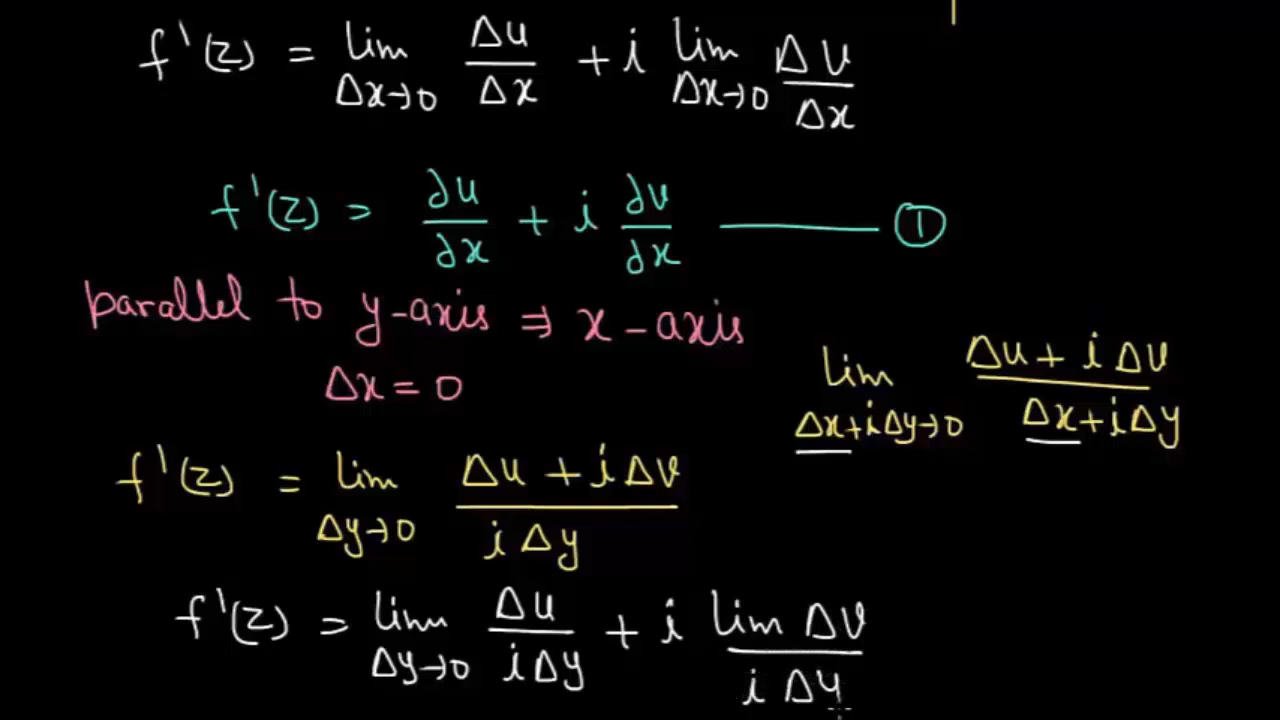 f'(z) = lim Δx→0 Δu/Δx + i lim Δx→0 Δv/Δx
f'(z) = ∂u/∂x + i ∂v/∂x ——— ①
parallel to y-axis ⇒ x-axis
Δx = 0
lim Δx+iΔy→0 (Δu + iΔv)/(Δx+iΔy)
f'(z) = lim Δy→0 (Δu + iΔv)/(iΔy)
f'(z) = lim Δy→0 Δu/(iΔy) + i lim Δv/(iΔy)